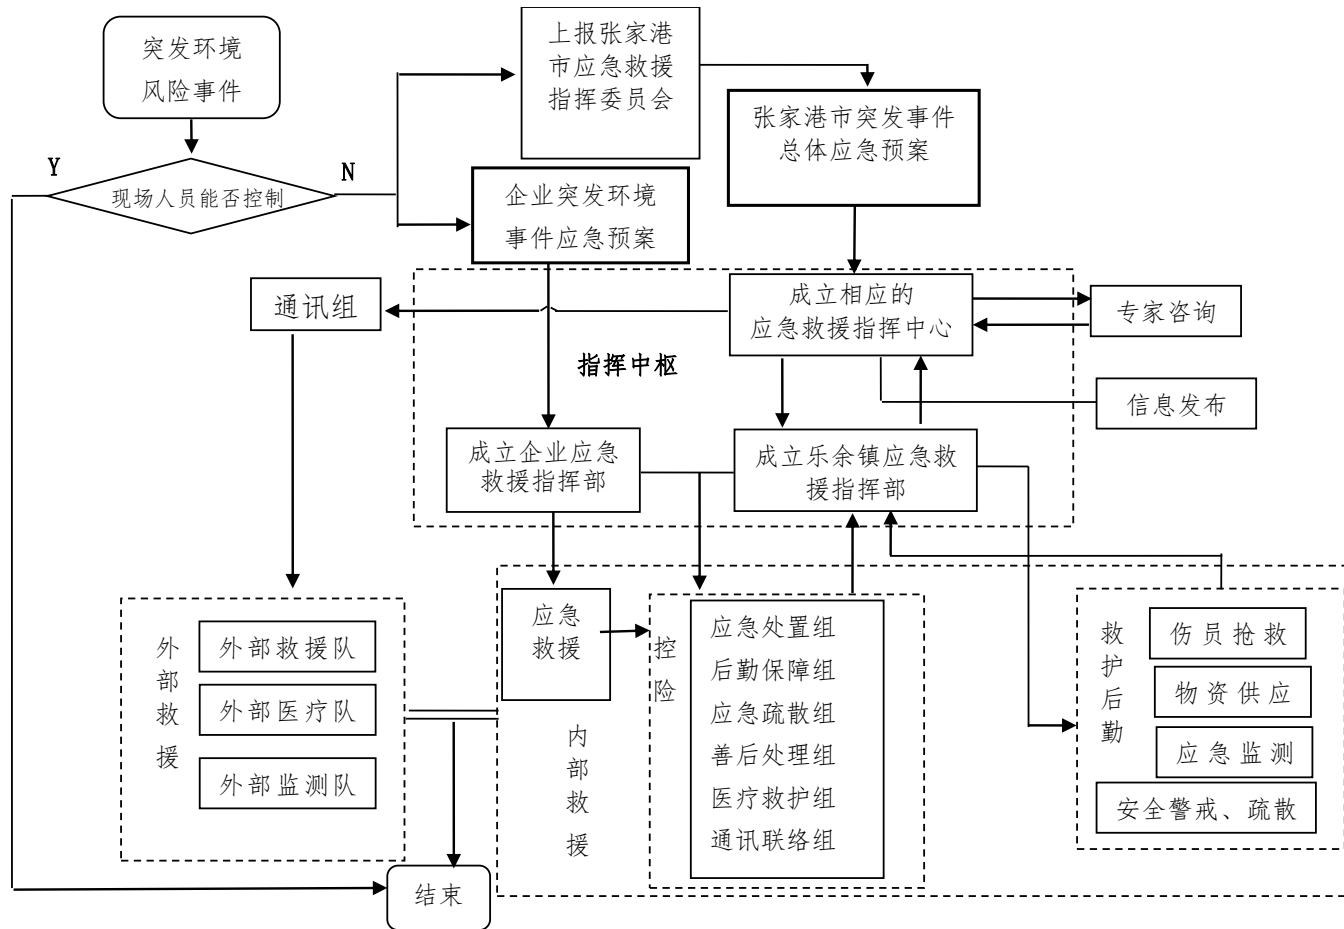 突发环境
风险事件
上报张家港
市应急救援
指挥委员会
张家港市突发事件
总体应急预案
Y
N
现场人员能否控制
企业突发环境
事件应急预案
通讯组
成立相应的
应急救援指挥中心
专家咨询
指挥中枢
信息发布
成立企业应急
救援指挥部
成立乐余镇应急救
援指挥部
外部救援
外部救援队
外部医疗队
外部监测队
应急
救援
内部救援
控险
应急处置组
后勤保障组
应急疏散组
善后处理组
医疗救护组
通讯联络组
救护后勤
伤员抢救
物资供应
应急监测
安全警戒、疏散
结束